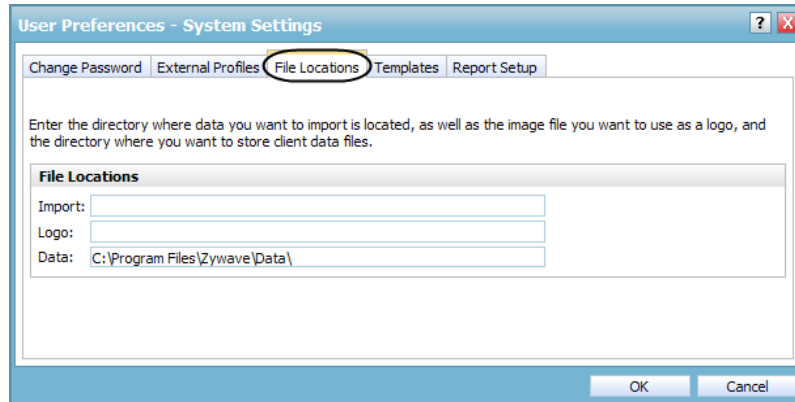 User Preferences - System Settings
? X
Change Password External Profiles File Locations Templates Report Setup
Enter the directory where data you want to import is located, as well as the image file you want to use as a logo, and
the directory where you want to store client data files.
File Locations
Import:
Logo:
Data: C:\Program Files\Zywave\Data\
OK Cancel